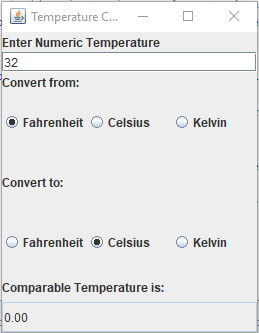 Temperature C...
Enter Numeric Temperature
32
Convert from:
Fahrenheit Celsius Kelvin
Convert to:
Fahrenheit Celsius Kelvin
Comparable Temperature is:
0.00